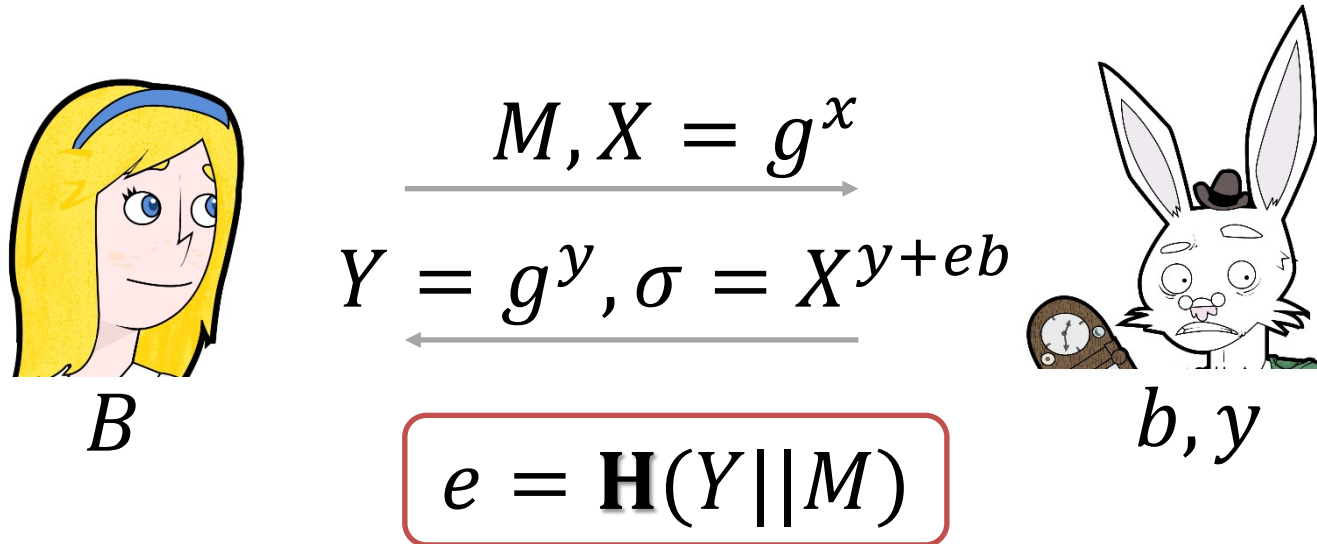 M, X = g^x
Y = g^y, σ = X^{y+eb}
B
b, y
e = H(Y||M)